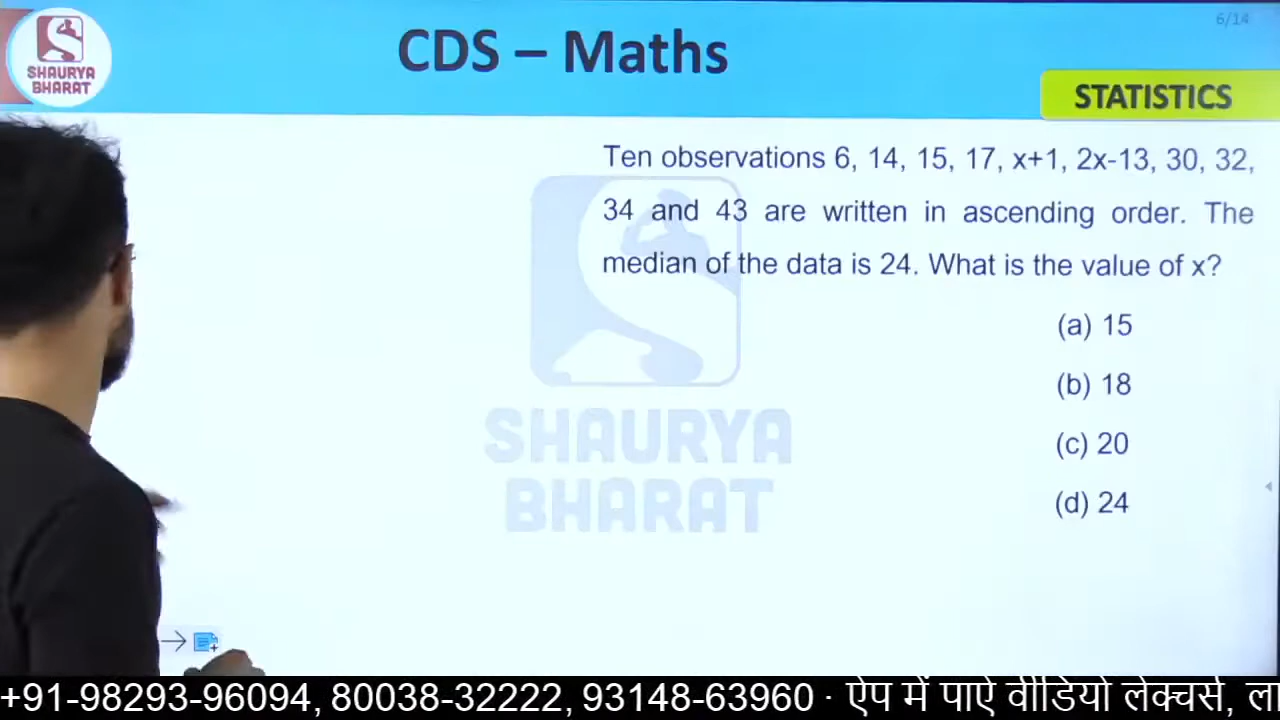 6/14
SHAURYA
BHARAT
CDS – Maths
STATISTICS
Ten observations 6, 14, 15, 17, x+1, 2x-13, 30, 32,
34 and 43 are written in ascending order. The
median of the data is 24. What is the value of x?
(a) 15
(b) 18
(c) 20
(d) 24
SHAURYA
BHARAT
+91-98293-96094, 80038-32222, 93148-63960 · ऐप में पाऐं वीडियो लेक्चर्स, ला